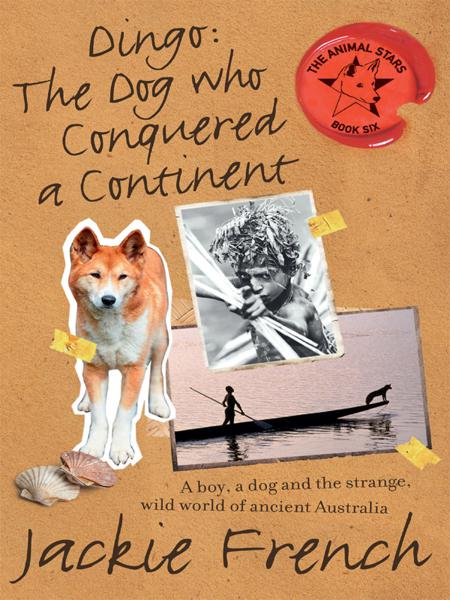 Dingo:
The Dog who
Conquered
a Continent
THE ANIMAL STARS
BOOK SIX
A boy, a dog and the strange,
wild world of ancient Australia
Jackie French